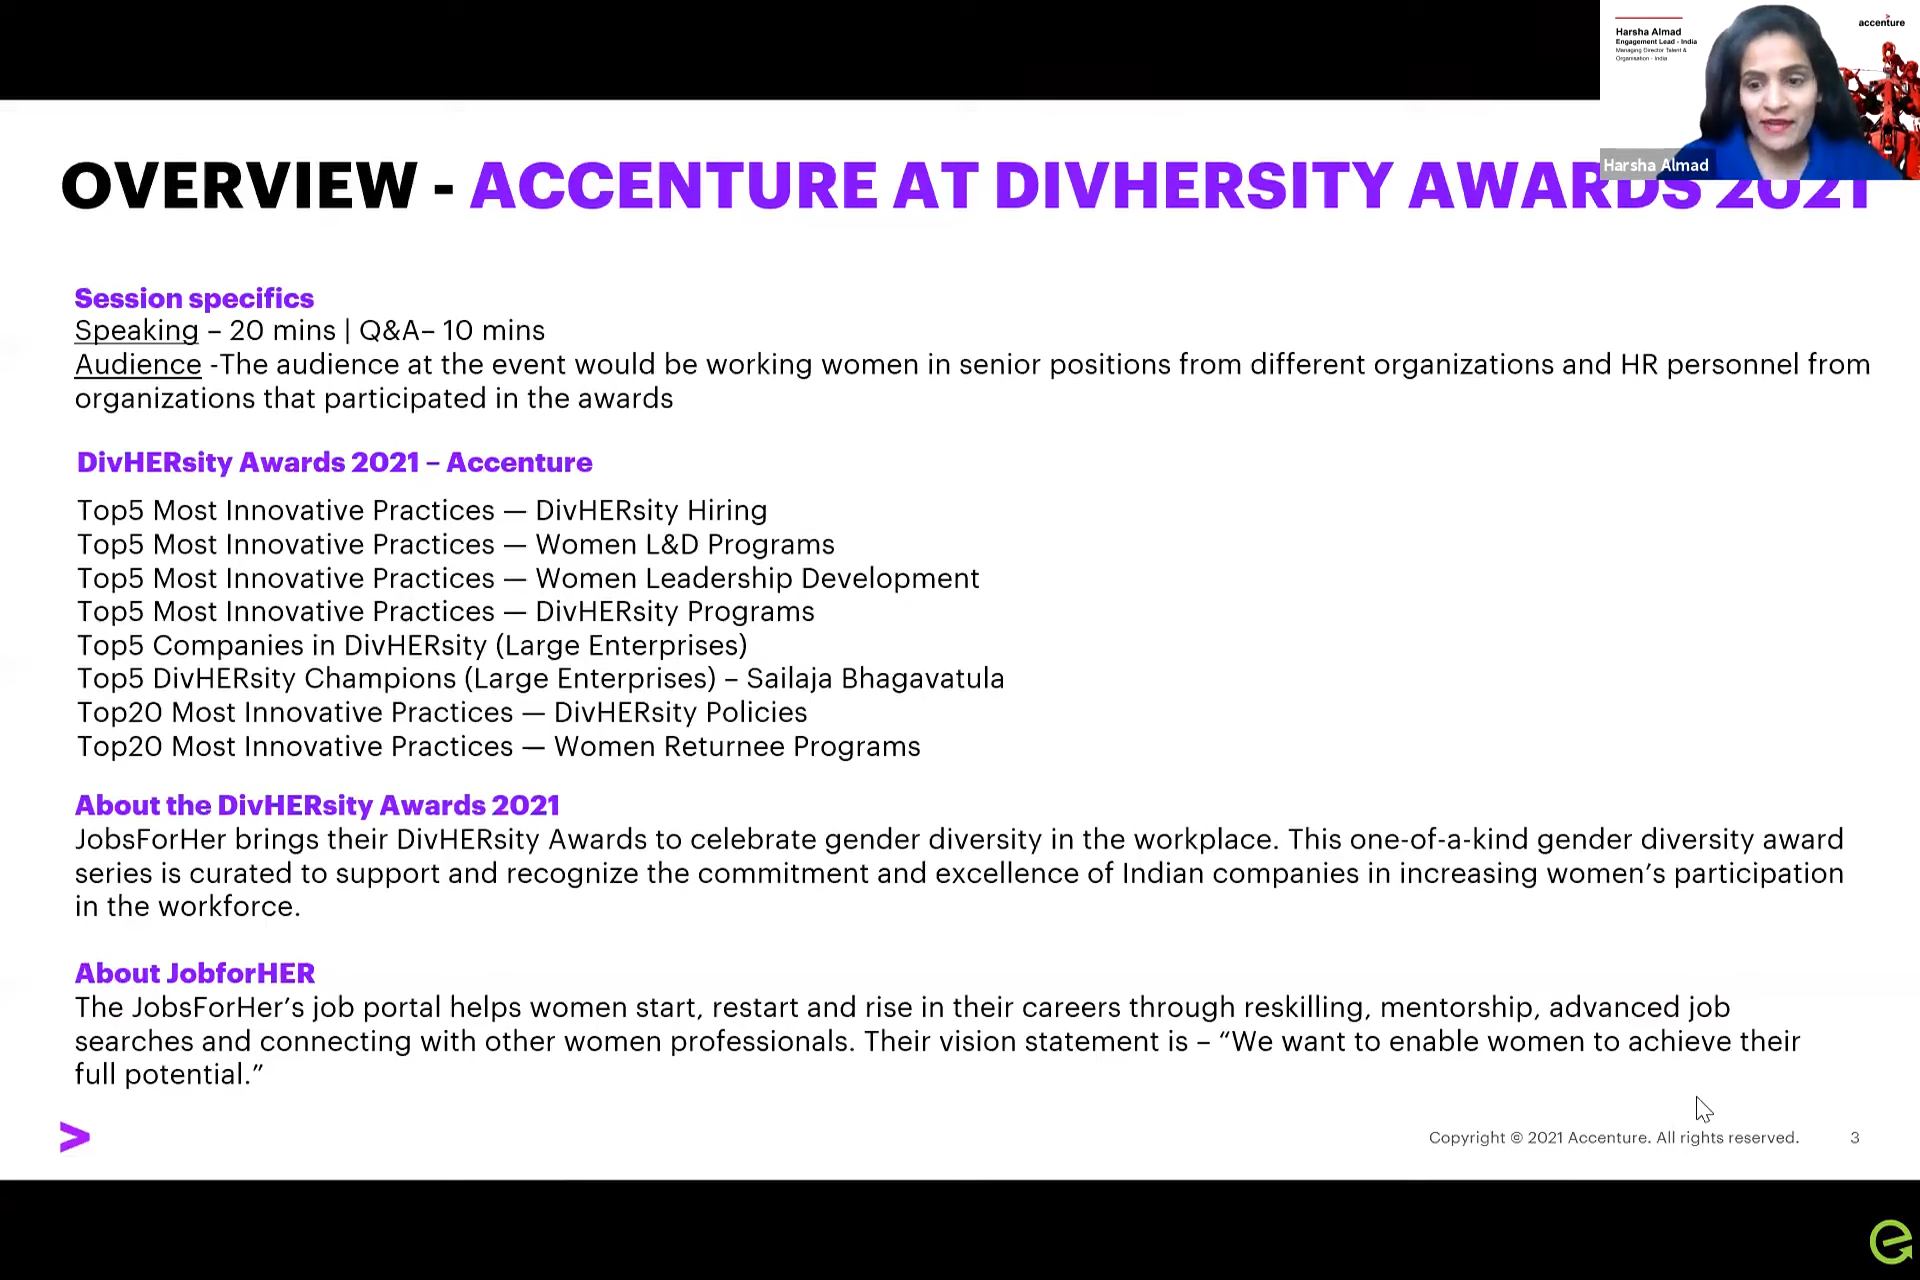 Harsha Almad
Engagement Lead - India
Managing Director Talent &
Organisation - India
accenture
Harsha Almad
OVERVIEW - ACCENTURE AT DIVHERSITY AWARDS 2021
Session specifics
Speaking – 20 mins | Q&A– 10 mins
Audience -The audience at the event would be working women in senior positions from different organizations and HR personnel from
organizations that participated in the awards
DivHERsity Awards 2021 – Accenture
Top5 Most Innovative Practices — DivHERsity Hiring
Top5 Most Innovative Practices — Women L&D Programs
Top5 Most Innovative Practices — Women Leadership Development
Top5 Most Innovative Practices — DivHERsity Programs
Top5 Companies in DivHERsity (Large Enterprises)
Top5 DivHERsity Champions (Large Enterprises) – Sailaja Bhagavatula
Top20 Most Innovative Practices — DivHERsity Policies
Top20 Most Innovative Practices — Women Returnee Programs
About the DivHERsity Awards 2021
JobsForHer brings their DivHERsity Awards to celebrate gender diversity in the workplace. This one-of-a-kind gender diversity award
series is curated to support and recognize the commitment and excellence of Indian companies in increasing women’s participation
in the workforce.
About JobforHER
The JobsForHer’s job portal helps women start, restart and rise in their careers through reskilling, mentorship, advanced job
searches and connecting with other women professionals. Their vision statement is – “We want to enable women to achieve their
full potential.”
Copyright © 2021 Accenture. All rights reserved. 3